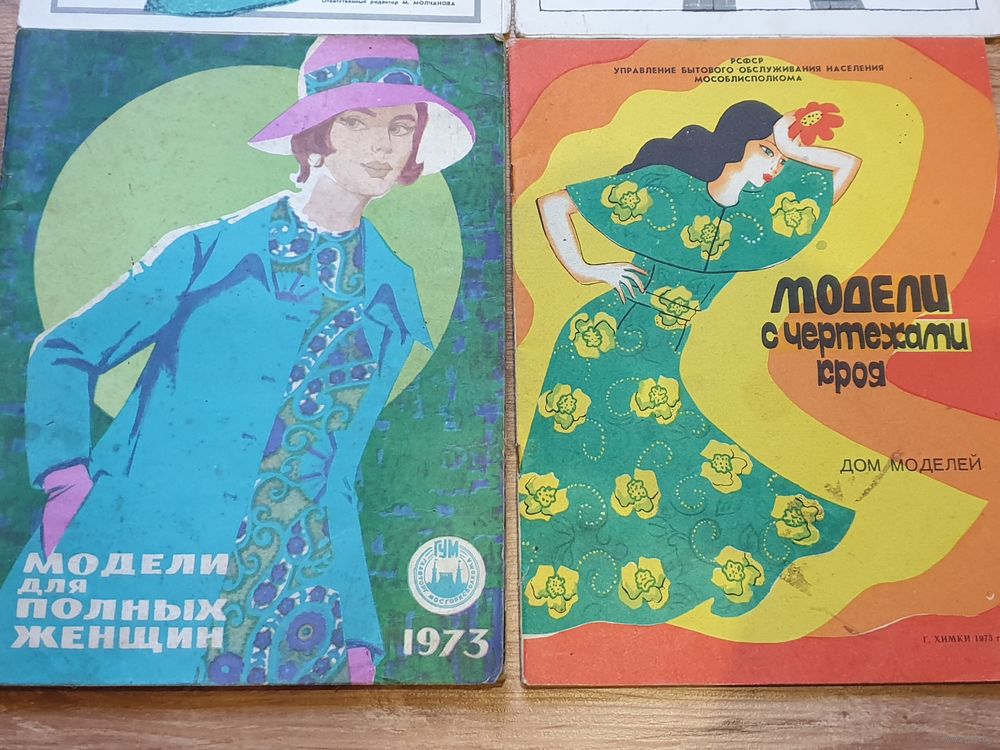 Ответственный редактор М. МОЛЧАНОВА
МОДЕЛИ
ДЛЯ
ПОЛНЫХ
ЖЕНЩИН
ГУМ
1973
РСФСР
УПРАВЛЕНИЕ БЫТОВОГО ОБСЛУЖИВАНИЯ НАСЕЛЕНИЯ
МОСОБЛИСПОЛКОМА
МОДЕЛИ
с чертежами
кроя
ДОМ МОДЕЛЕЙ
Г. ХИМКИ 1973 г